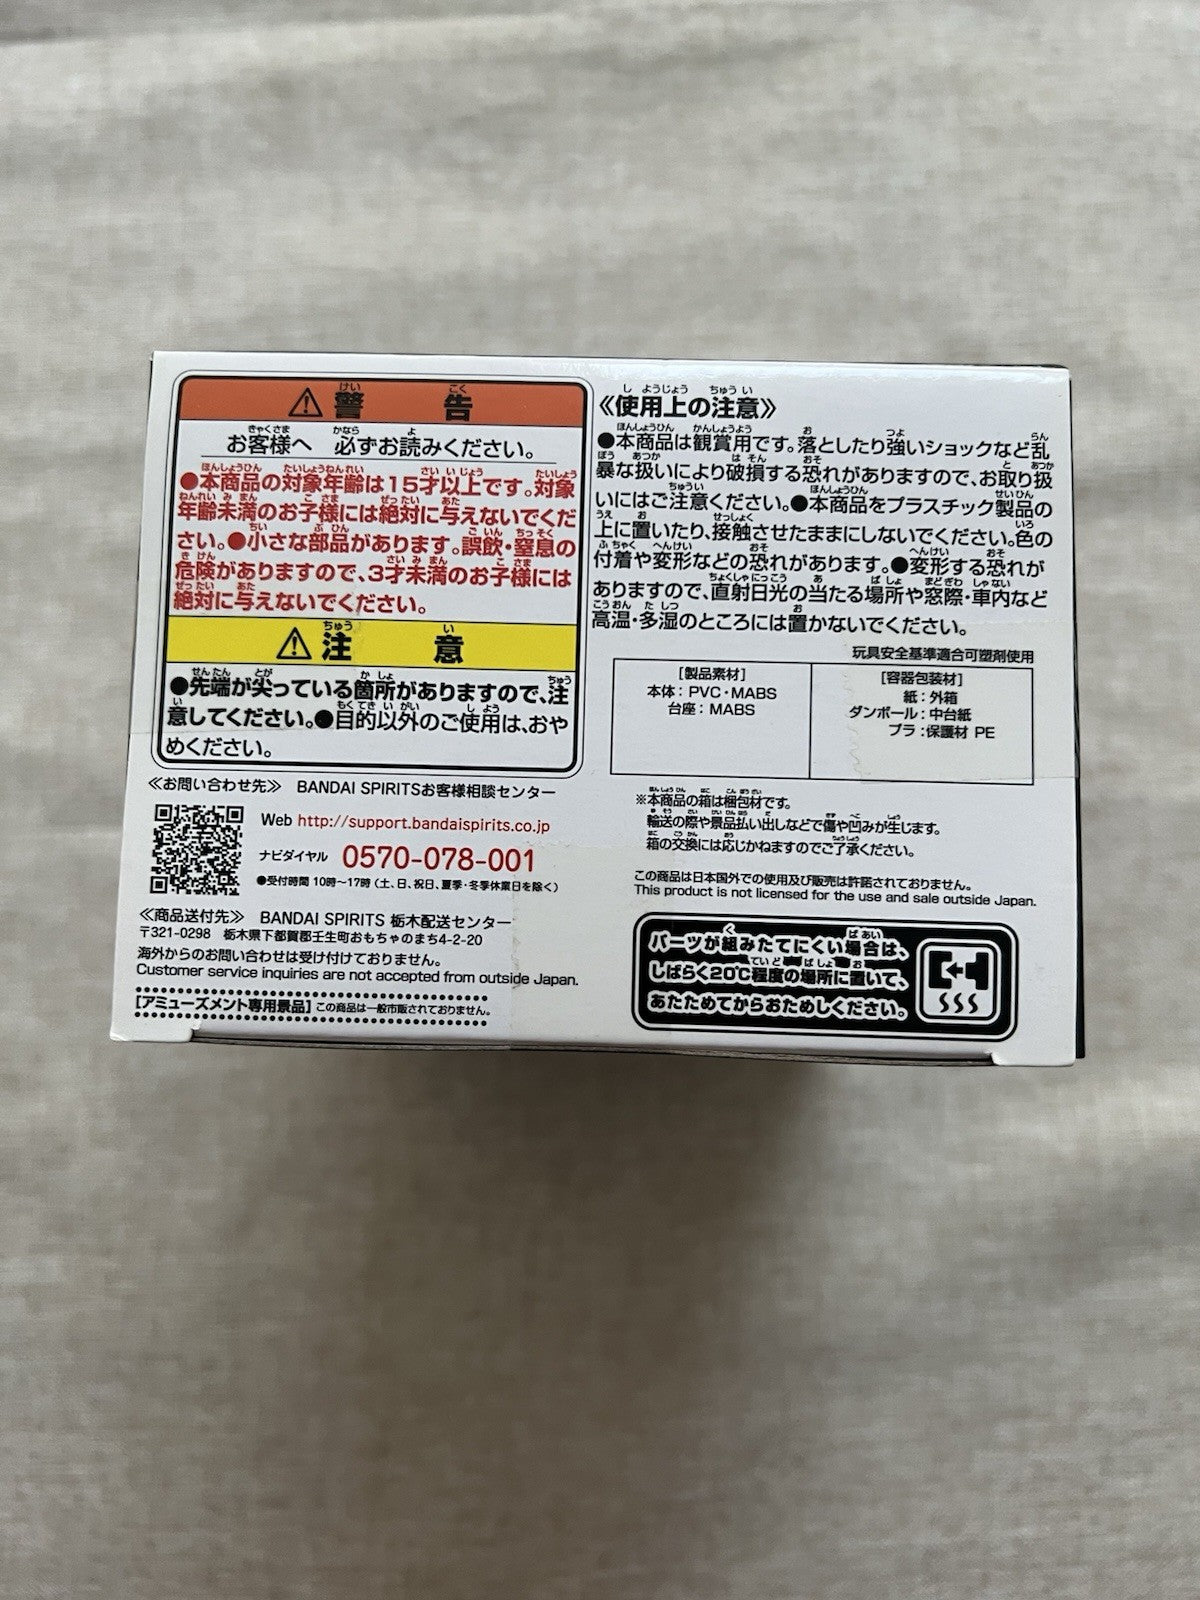 警告
お客様へ 必ずお読みください。
●本商品の対象年齢は15才以上です。対象
年齢未満のお子様には絶対に与えないでくだ
さい。●小さな部品があります。誤飲・窒息の
危険がありますので、3才未満のお子様には
絶対に与えないでください。
注意
●先端が尖っている箇所がありますので、注
意してください。●目的以外のご使用は、おや
めください。
≪お問い合わせ先≫ BANDAI SPIRITSお客様相談センター
Web http://support.bandaispirits.co.jp
ナビダイヤル 0570-078-001
●受付時間 10時〜17時(土、日、祝日、夏季・冬季休業日を除く)
≪商品送付先≫ BANDAI SPIRITS 栃木配送センター
〒321-0298 栃木県下都賀郡壬生町おもちゃのまち4-2-20
海外からのお問い合わせは受け付けておりません。
Customer service inquiries are not accepted from outside Japan.
[アミューズメント専用景品] この商品は一般市販されておりません。
≪使用上の注意≫
●本商品は観賞用です。落としたり強いショックなど乱
暴な扱いにより破損する恐れがありますので、お取り扱
いにはご注意ください。●本商品をプラスチック製品の
上に置いたり、接触させたままにしないでください。色の
付着や変形などの恐れがあります。●変形する恐れが
ありますので、直射日光の当たる場所や窓際・車内など
高温・多湿のところには置かないでください。
玩具安全基準適合可塑剤使用
[製品素材]
本体:PVC・MABS
台座:MABS
[容器包装材]
紙:外箱
ダンボール:中台紙
プラ:保護材 PE
※本商品の箱は梱包材です。
輸送の際や景品払い出しなどで傷や凹みが生じます。
箱の交換には応じかねますのでご了承ください。
この商品は日本国外での使用及び販売は許諾されておりません。
This product is not licensed for the use and sale outside Japan.
パーツが組みたてにくい場合は、
しばらく20℃程度の場所に置いて、
あたためてからおためしください。